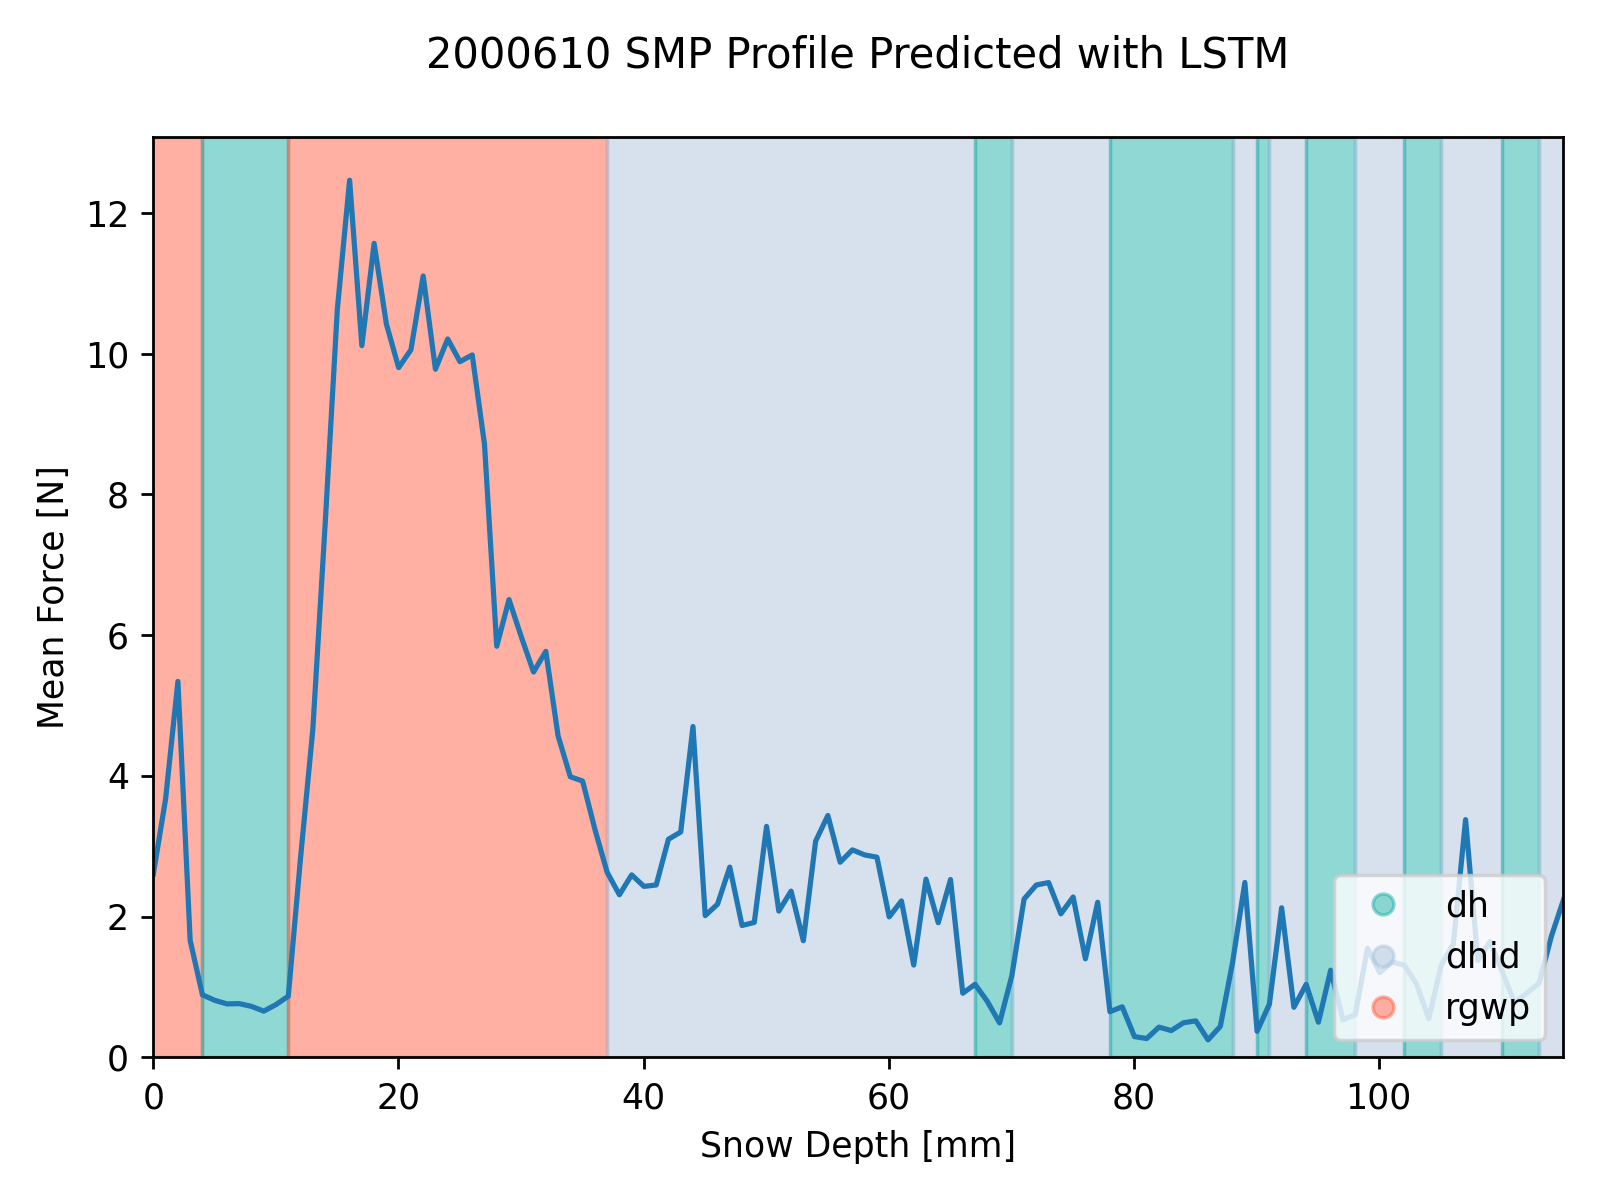 2000610 SMP Profile Predicted with LSTM
Mean Force [N]
12
10
8
6
4
2
0
0 20 40 60 80 100
Snow Depth [mm]
dh
dhid
rgwp